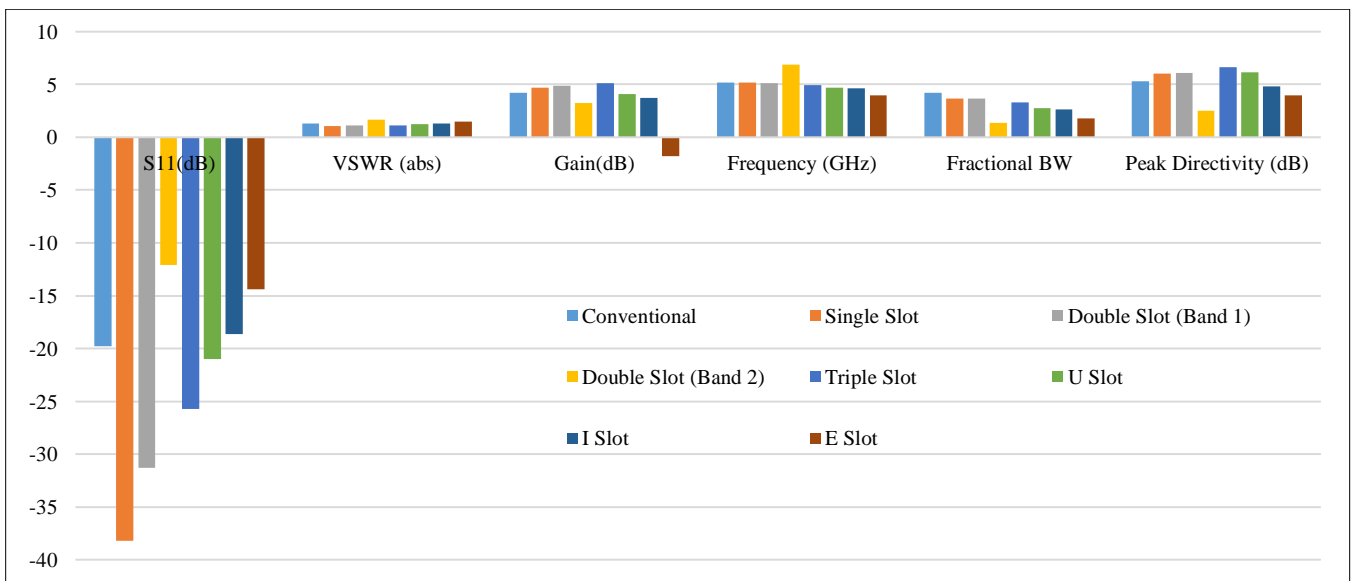 10
5
0
S11(dB) VSWR (abs) Gain(dB) Frequency (GHz) Fractional BW Peak Directivity (dB)
-5
-10
-15
Conventional Single Slot Double Slot (Band 1)
-20
Double Slot (Band 2) Triple Slot U Slot
-25
I Slot E Slot
-30
-35
-40